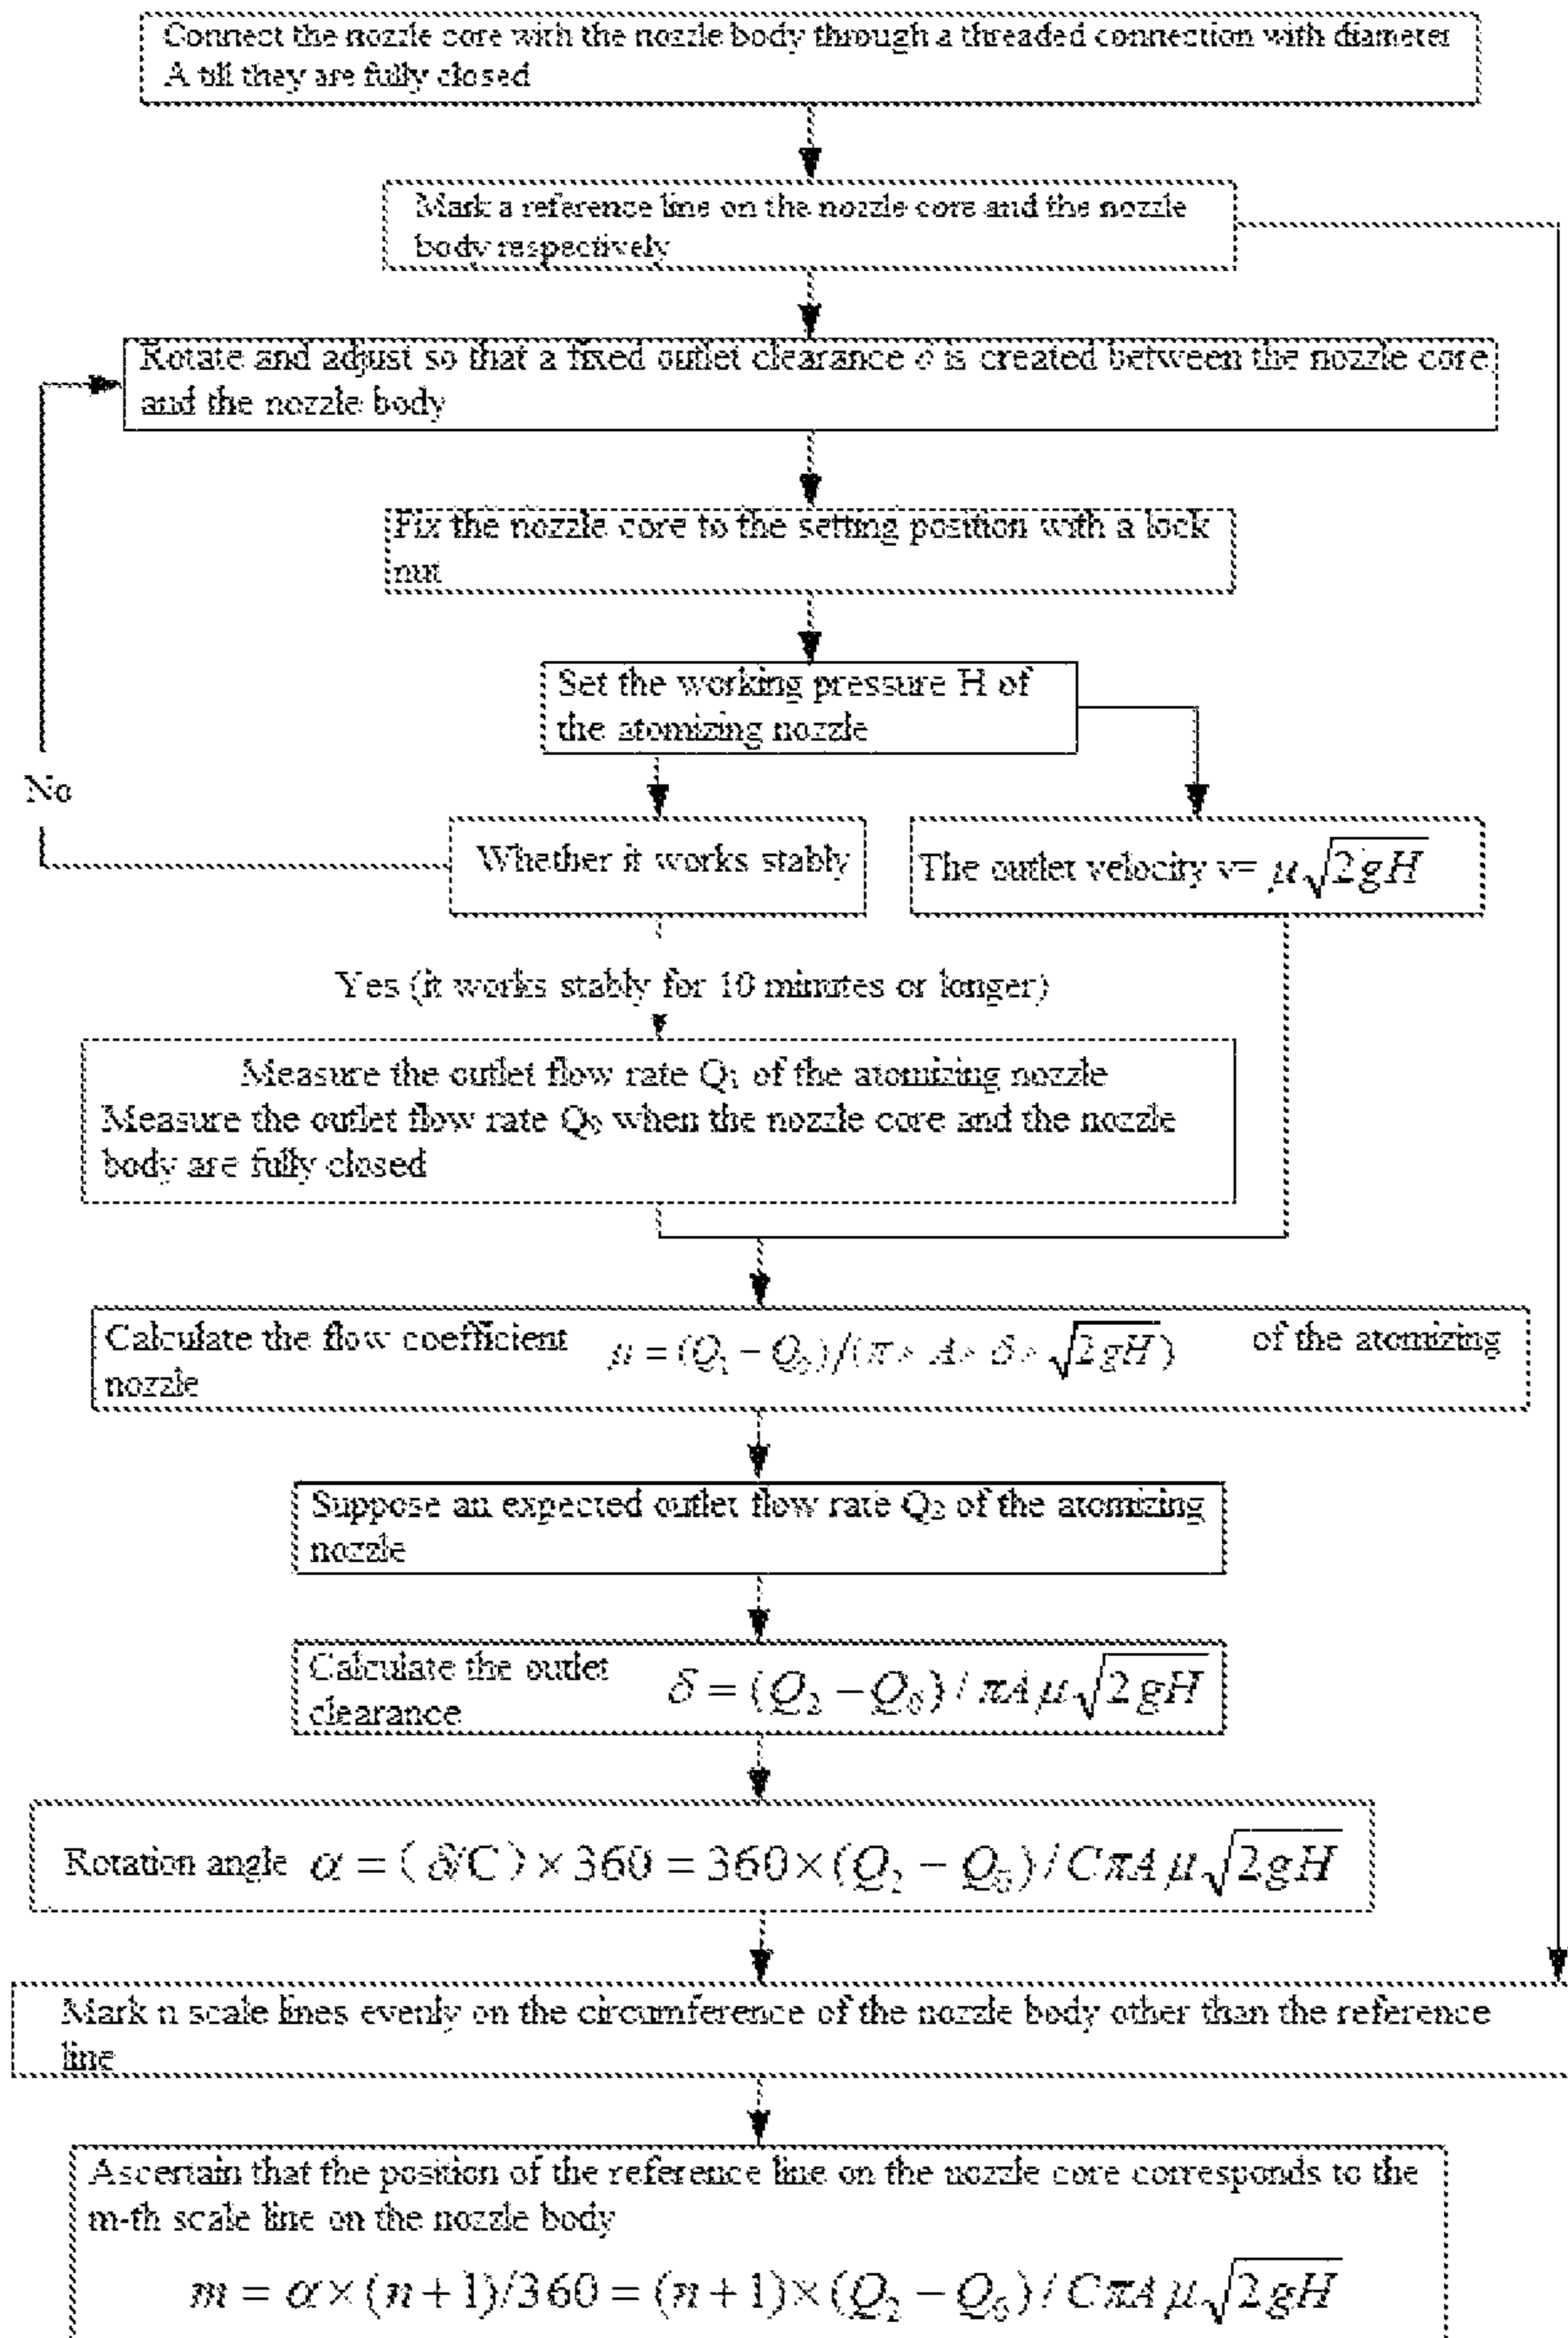 Connect the nozzle core with the nozzle body through a threaded connection with diameter
A till they are fully closed
Mark a reference line on the nozzle core and the nozzle
body respectively
Rotate and adjust so that a fixed outlet clearance δ is created between the nozzle core
and the nozzle body
Fix the nozzle core to the setting position with a lock
nut
Set the working pressure H of
the atomizing nozzle
No
Whether it works stably
The outlet velocity v= μ√2gH
Yes (it works stably for 10 minutes or longer)
Measure the outlet flow rate Q₁ of the atomizing nozzle
Measure the outlet flow rate when the nozzle core and the nozzle
body are fully closed
Calculate the flow coefficient μ = (Q₁ − )/(π × A × δ × √2gH) of the atomizing
nozzle
Suppose an expected outlet flow rate Q₂ of the atomizing
nozzle
Calculate the outlet
clearance
δ = (Q₂ − ) / πAμ√2gH
Rotation angle α = (δ/C) × 360 = 360 × (Q₂ − ) / CπAμ√2gH
Mark n scale lines evenly on the circumference of the nozzle body other than the reference
line
Ascertain that the position of the reference line on the nozzle core corresponds to the
m-th scale line on the nozzle body
m = α × (n + 1)/360 = (n + 1) × (Q₂ − ) / CπAμ√2gH